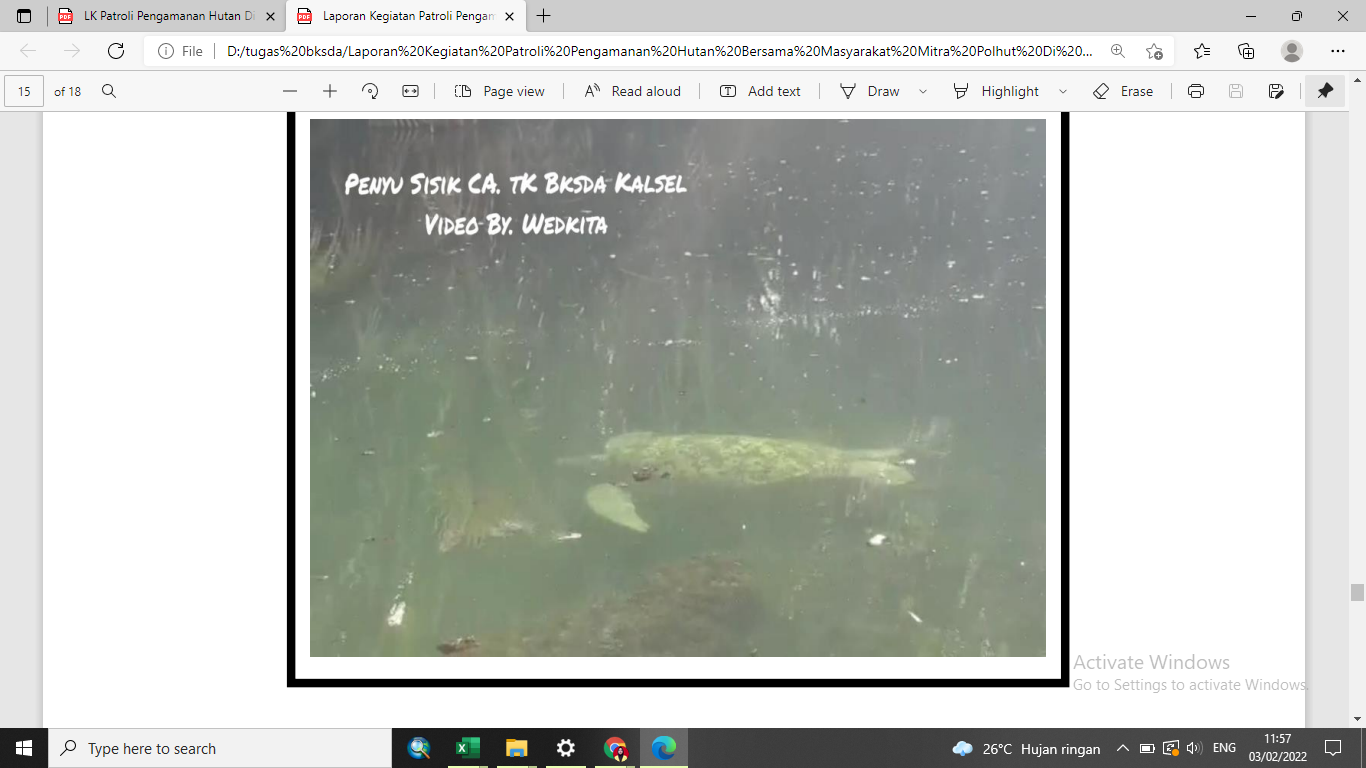 LK Patroli Pengamanan Hutan Di
Laporan Kegiatan Patroli Pengan
File
D:/tugas%20bksda/Laporan%20Kegiatan%20Patroli%20Pengamanan%20Hutan%20Bersama%20Masyarakat%20Mitra%20Polhut%20Di%20...
15 of 18
Page view
Read aloud
Add text
Draw
Highlight
Erase
PENYU SISIK CA. TK BKSDA KALSEL
VIDEO BY. WEDKITA
Activate Windows
Go to Settings to activate Windows.
Type here to search
26°C Hujan ringan
ENG
11:57
03/02/2022